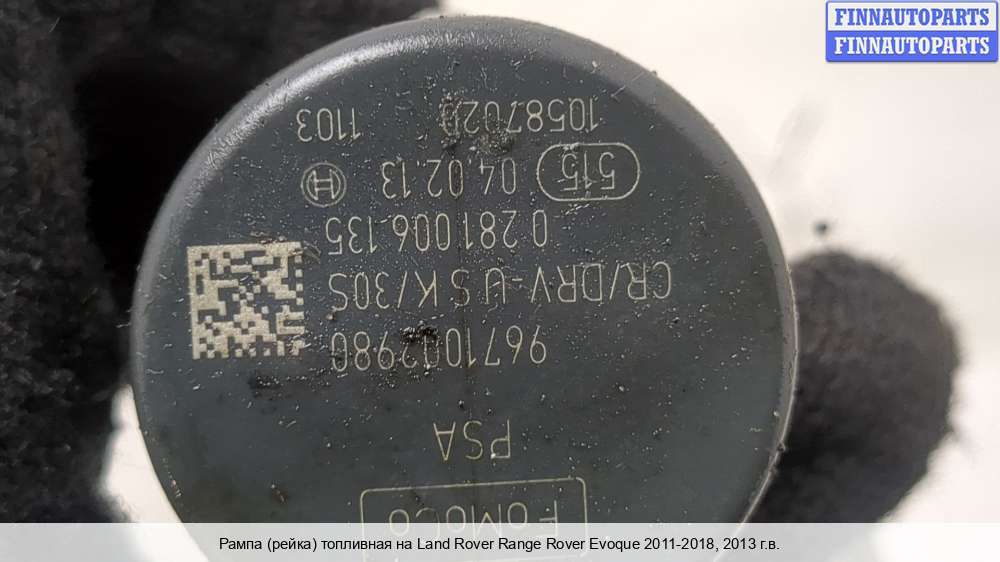 FINNAUTOPARTS
FINNAUTOPARTS
FoMoCo
PSA
9671002980
CR/DRV-U S K/30S
0 281 006 135
515 04.02.13
1103
Рампа (рейка) топливная на Land Rover Range Rover Evoque 2011-2018, 2013 г.в.